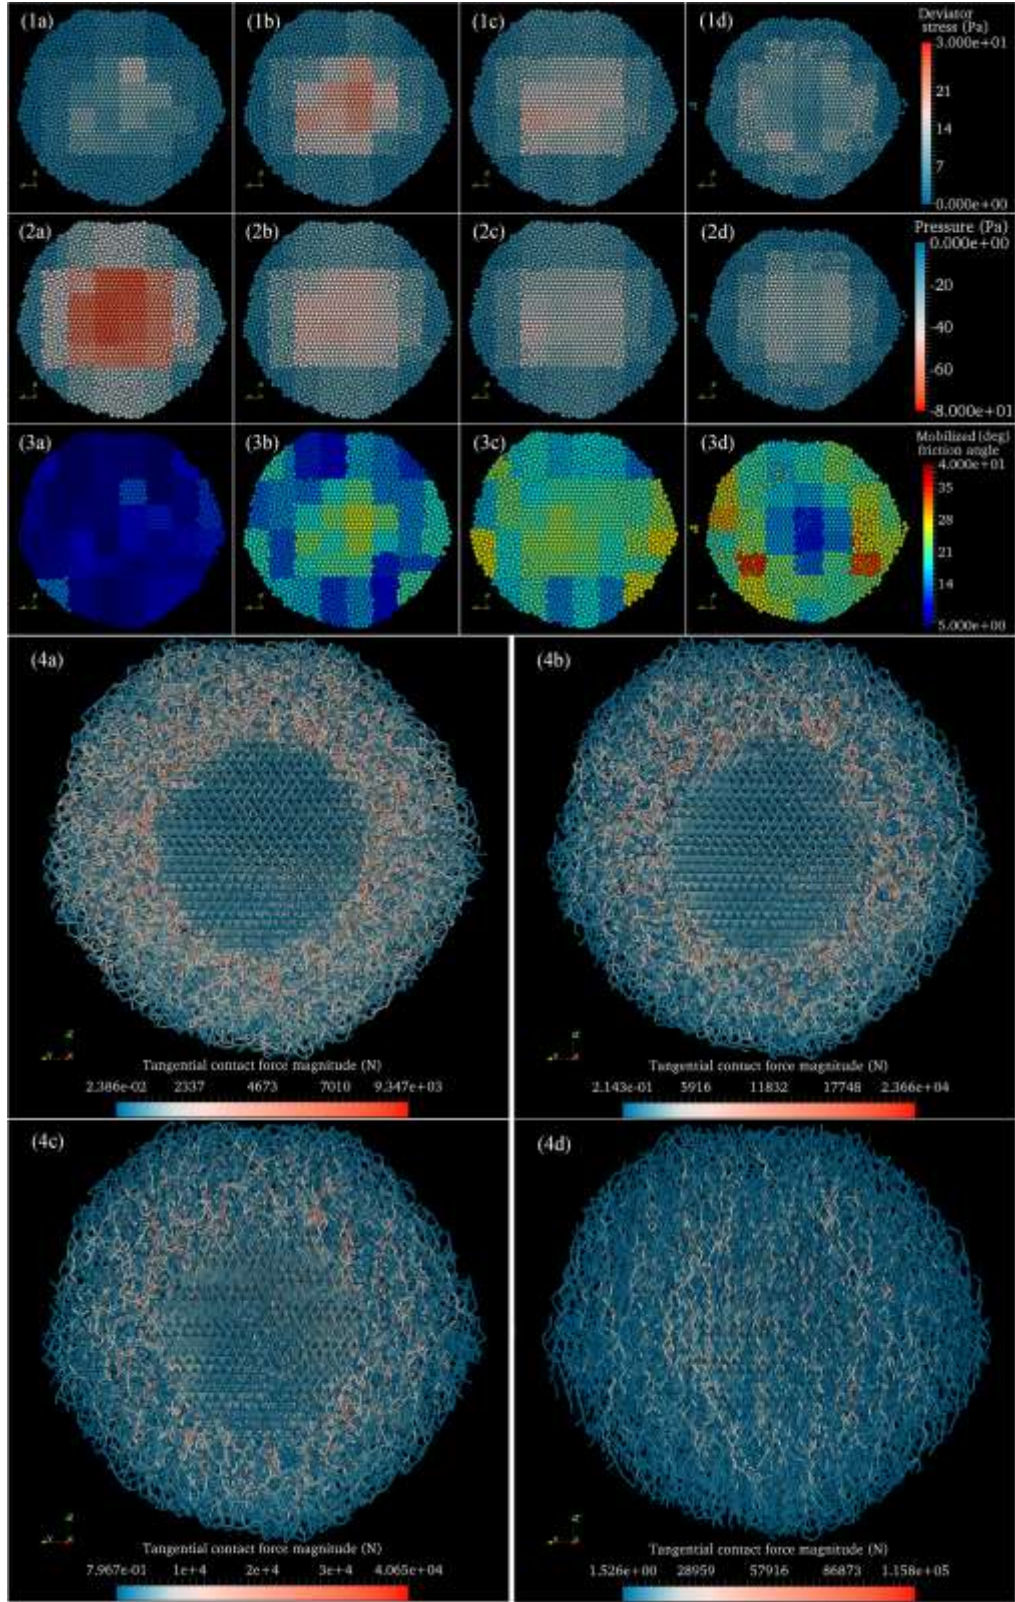 (1a) (1b) (1c) (1d) Deviator
stress (Pa)
3.000e+01
21
14
7
0.000e+00
(2a) (2b) (2c) (2d) Pressure (Pa)
0.000e+00
-20
-40
-60
-8.000e+01
(3a) (3b) (3c) (3d) Mobilized (deg)
friction angle
4.000e+01
35
28
21
14
5.000e+00
(4a) (4b)
Tangential contact force magnitude (N)
2.386e-02 2337 4673 7010 9.347e+03
Tangential contact force magnitude (N)
2.143e-01 5916 11832 17748 2.366e+04
(4c) (4d)
Tangential contact force magnitude (N)
7.967e-01 1e+4 2e+4 3e+4 4.065e+04
Tangential contact force magnitude (N)
1.526e+00 28959 57916 86873 1.158e+05